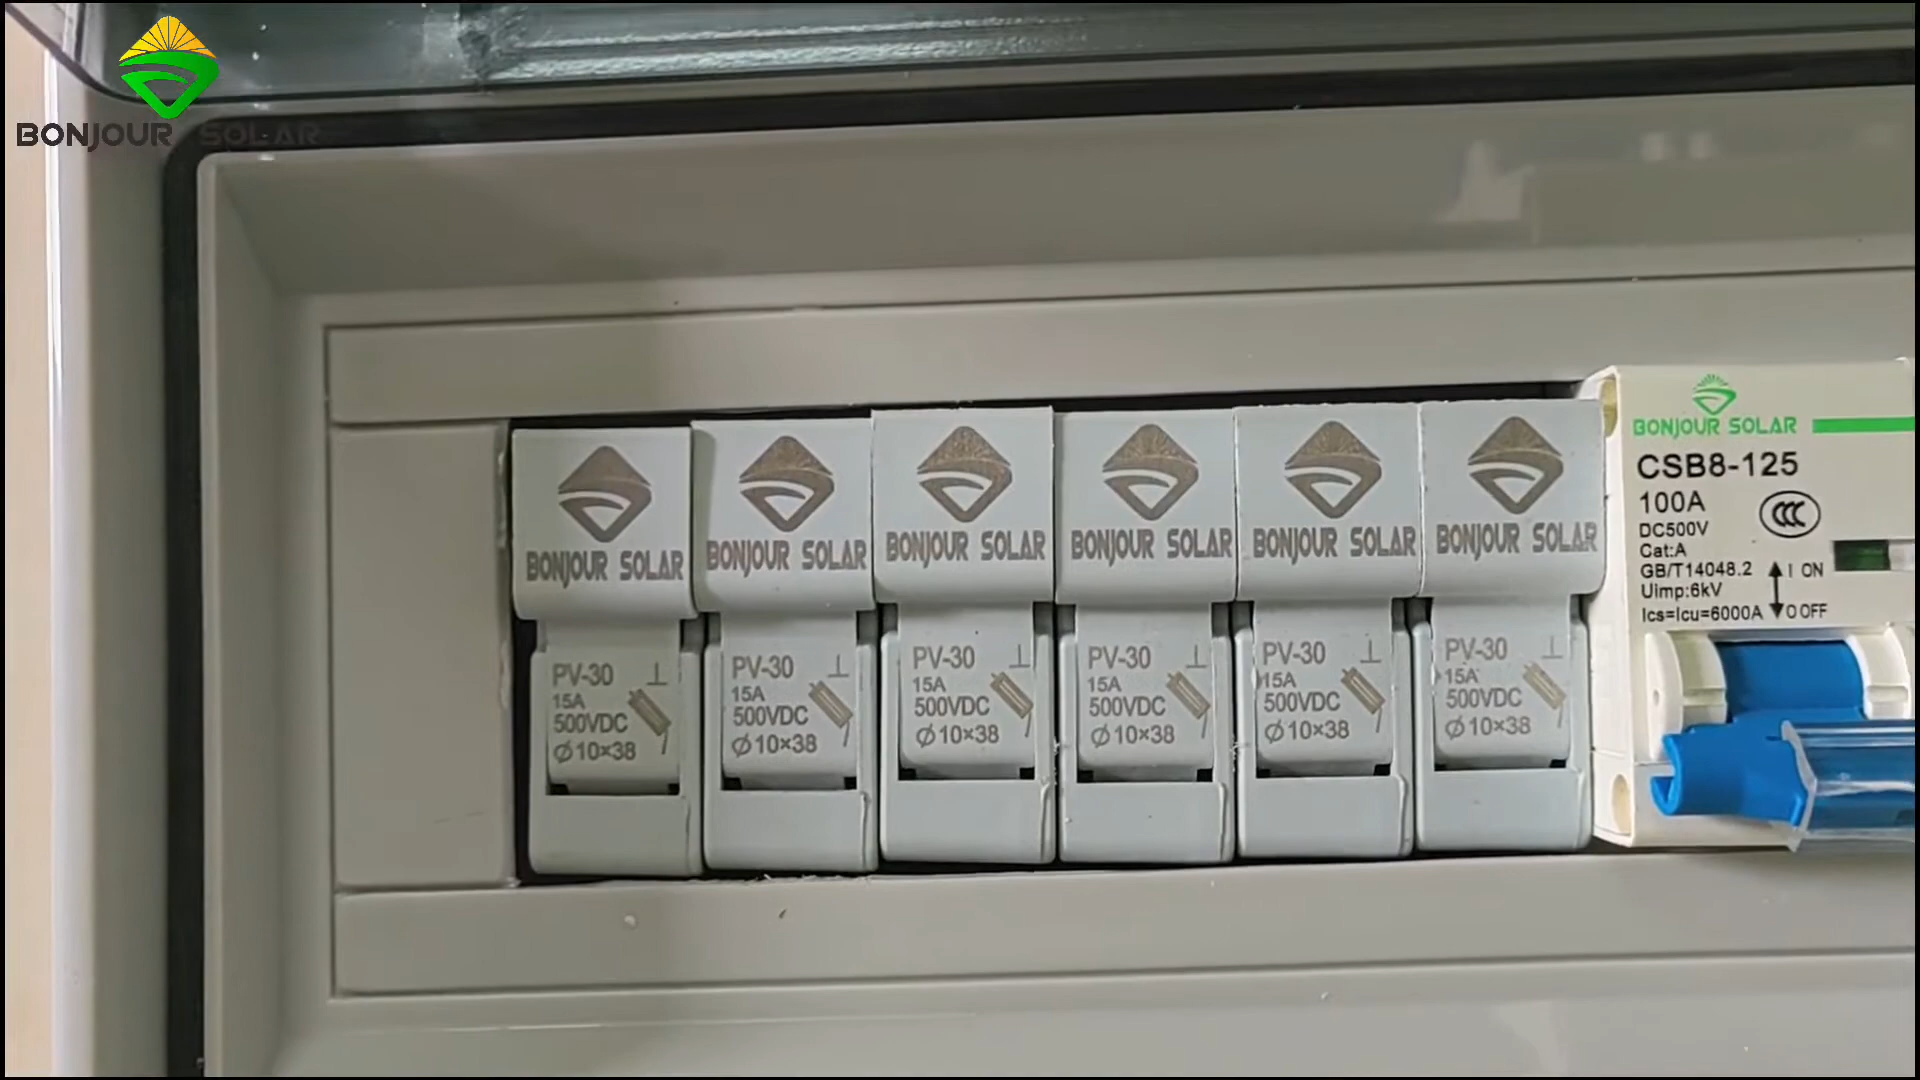 BONJOUR SOLAR
BONJOUR SOLAR
PV-30
15A
500VDC
Ø10×38
BONJOUR SOLAR
PV-30
15A
500VDC
Ø10×38
BONJOUR SOLAR
PV-30
15A
500VDC
Ø10×38
BONJOUR SOLAR
PV-30
15A
500VDC
Ø10×38
BONJOUR SOLAR
PV-30
15A
500VDC
Ø10×38
BONJOUR SOLAR
PV-30
15A
500VDC
Ø10×38
BONJOUR SOLAR
CSB8-125
100A
CCC
DC500V
Cat:A
GB/T14048.2
I ON
Uimp:6kV
Ics=Icu=6000A
O OFF